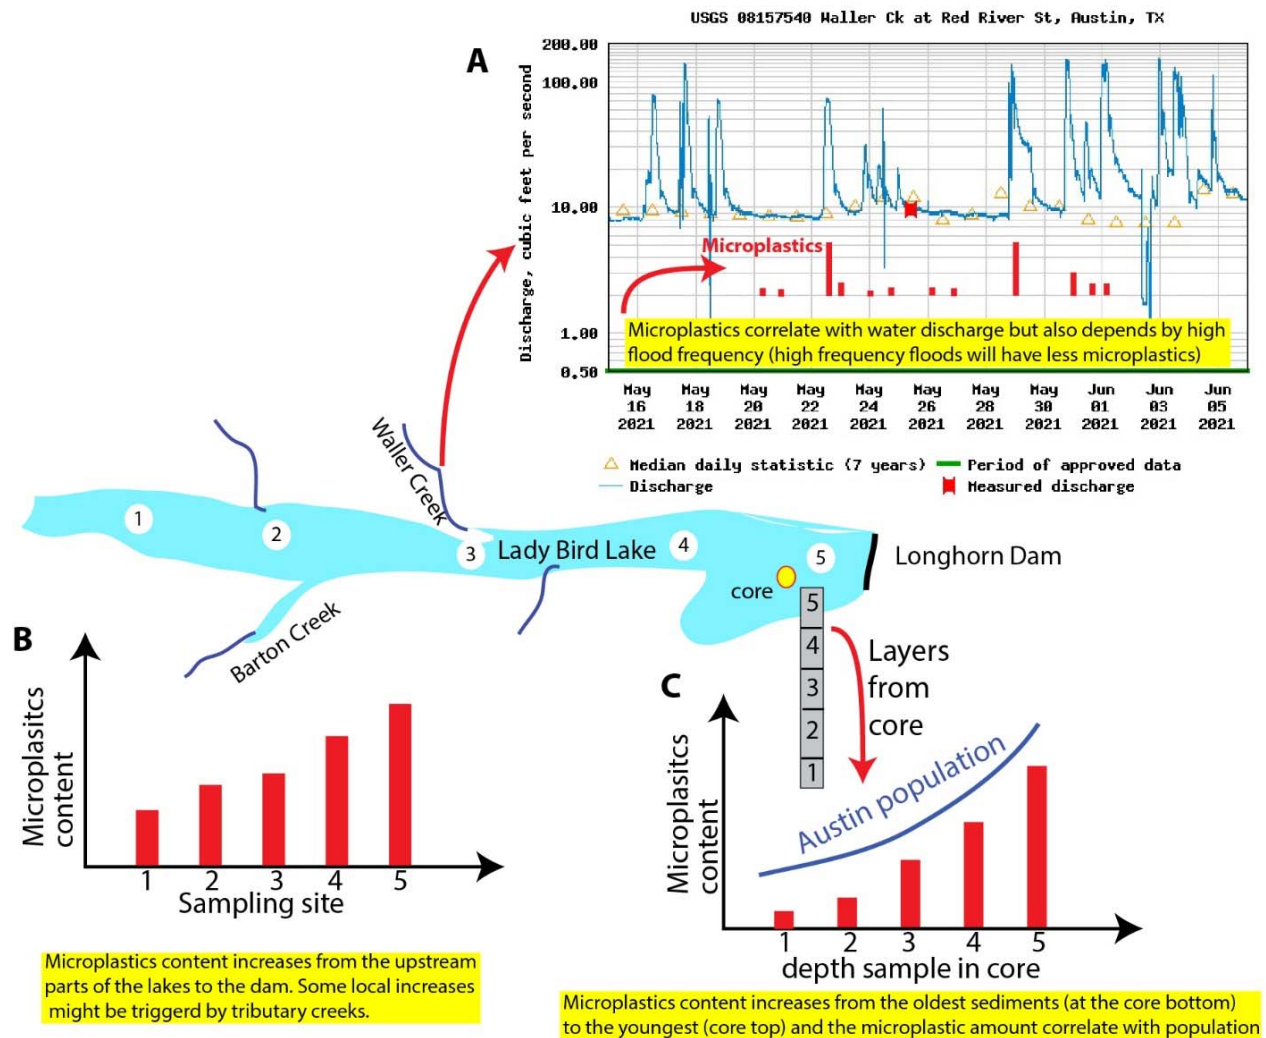 USGS 08157540 Waller Ck at Red River St, Austin, TX
A
Discharge, cubic feet per second
200.00
100.00
10.00
1.00
0.50
Microplastics
Microplastics correlate with water discharge but also depends by high
flood frequency (high frequency floods will have less microplastics)
May May May May May May May May Jun Jun Jun
16 18 20 22 24 26 28 30 01 03 05
2021 2021 2021 2021 2021 2021 2021 2021 2021 2021 2021
Median daily statistic (7 years)
Period of approved data
Discharge
Measured discharge
Waller Creek
1
2
3
Lady Bird Lake
4
5
Longhorn Dam
core
Barton Creek
5
4
3
2
1
Layers
from
core
B
Microplasitcs
content
1 2 3 4 5
Sampling site
Microplastics content increases from the upstream
parts of the lakes to the dam. Some local increases
might be triggerd by tributary creeks.
C
Microplasitcs
content
Austin population
1 2 3 4 5
depth sample in core
Microplastics content increases from the oldest sediments (at the core bottom)
to the youngest (core top) and the microplastic amount correlate with population